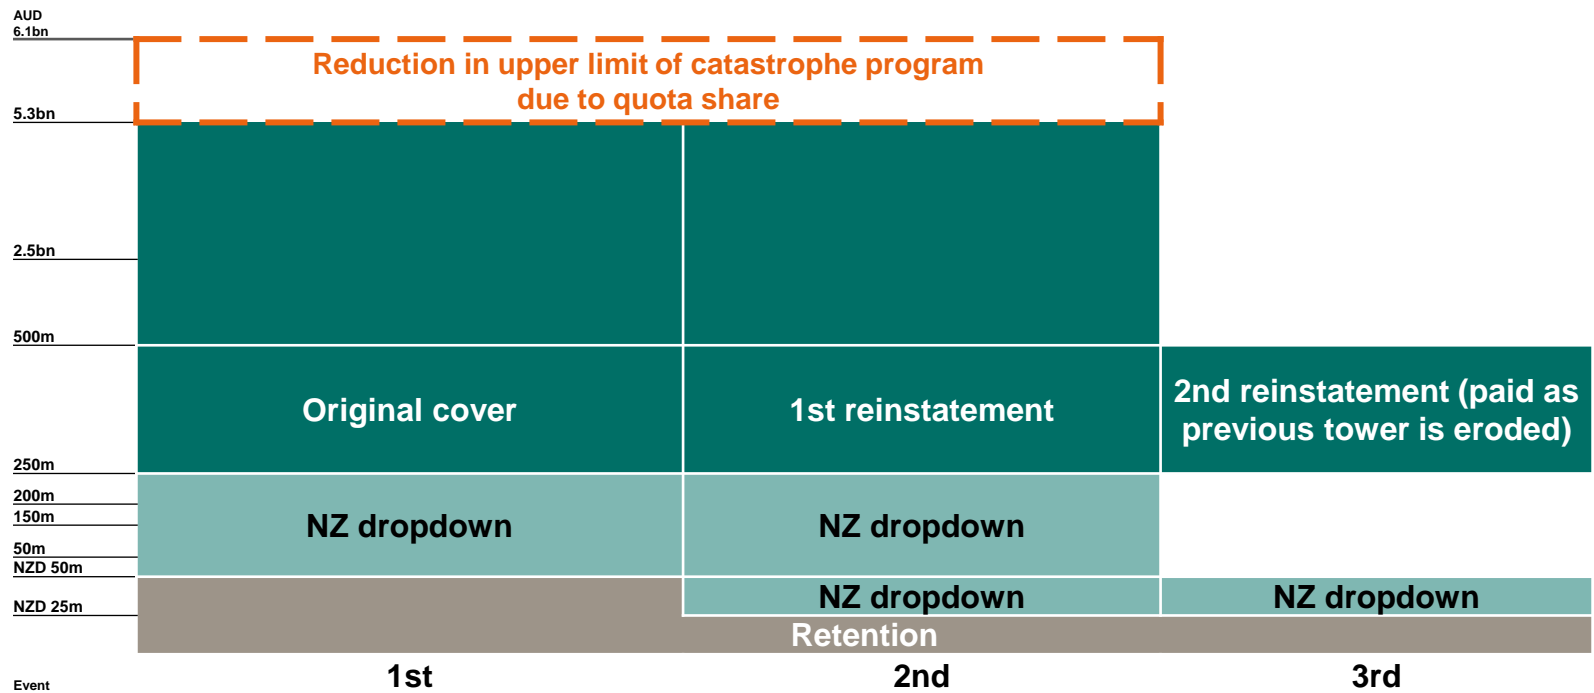 AUD
6.1bn
Reduction in upper limit of catastrophe program
due to quota share
5.3bn
2.5bn
500m
Original cover
1st reinstatement
2nd reinstatement (paid as
previous tower is eroded)
250m
200m
150m
NZ dropdown
NZ dropdown
50m
NZD 50m
NZ dropdown
NZ dropdown
NZD 25m
Retention
Event
1st
2nd
3rd